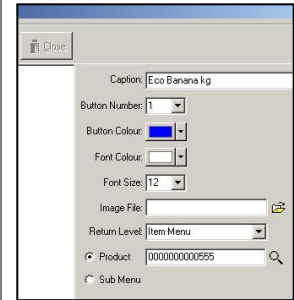 Close
Caption: Eco Banana kg
Button Number: 1
Button Colour:
Font Colour:
Font Size: 12
Image File:
Return Level: Item Menu
Product 0000000000555
Sub Menu